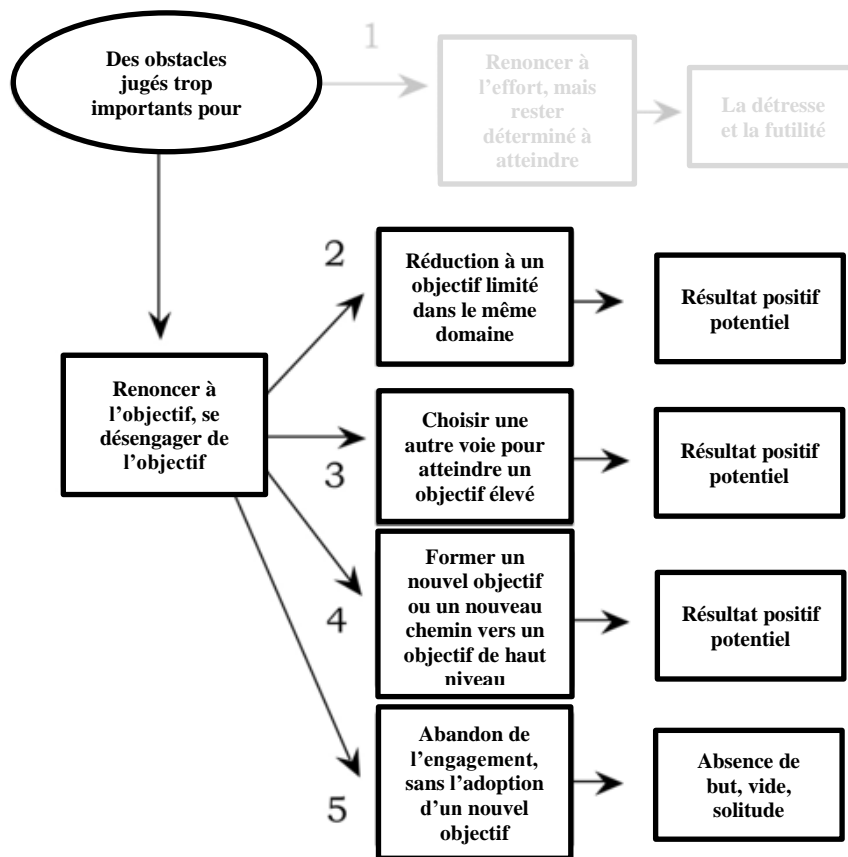 Des obstacles
jugés trop
importants pour
1
Renoncer à
l’effort, mais
rester
déterminé à
atteindre
La détresse
et la futilité
Renoncer à
l’objectif, se
désengager de
l’objectif
2
Réduction à un
objectif limité
dans le même
domaine
Résultat positif
potentiel
3
Choisir une
autre voie pour
atteindre un
objectif élevé
Résultat positif
potentiel
4
Former un
nouvel objectif
ou un nouveau
chemin vers un
objectif de haut
niveau
Résultat positif
potentiel
5
Abandon de
l’engagement,
sans l’adoption
d’un nouvel
objectif
Absence de
but, vide,
solitude